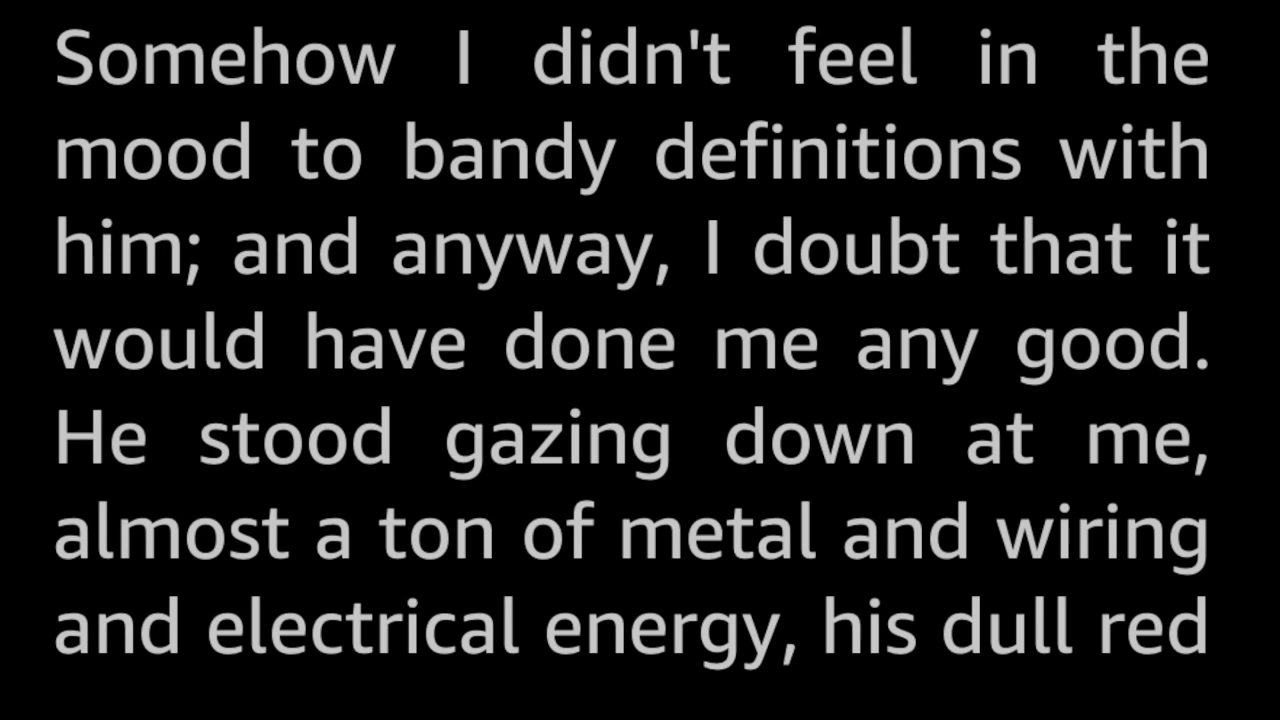 Somehow I didn't feel in the
mood to bandy definitions with
him; and anyway, I doubt that it
would have done me any good.
He stood gazing down at me,
almost a ton of metal and wiring
and electrical energy, his dull red